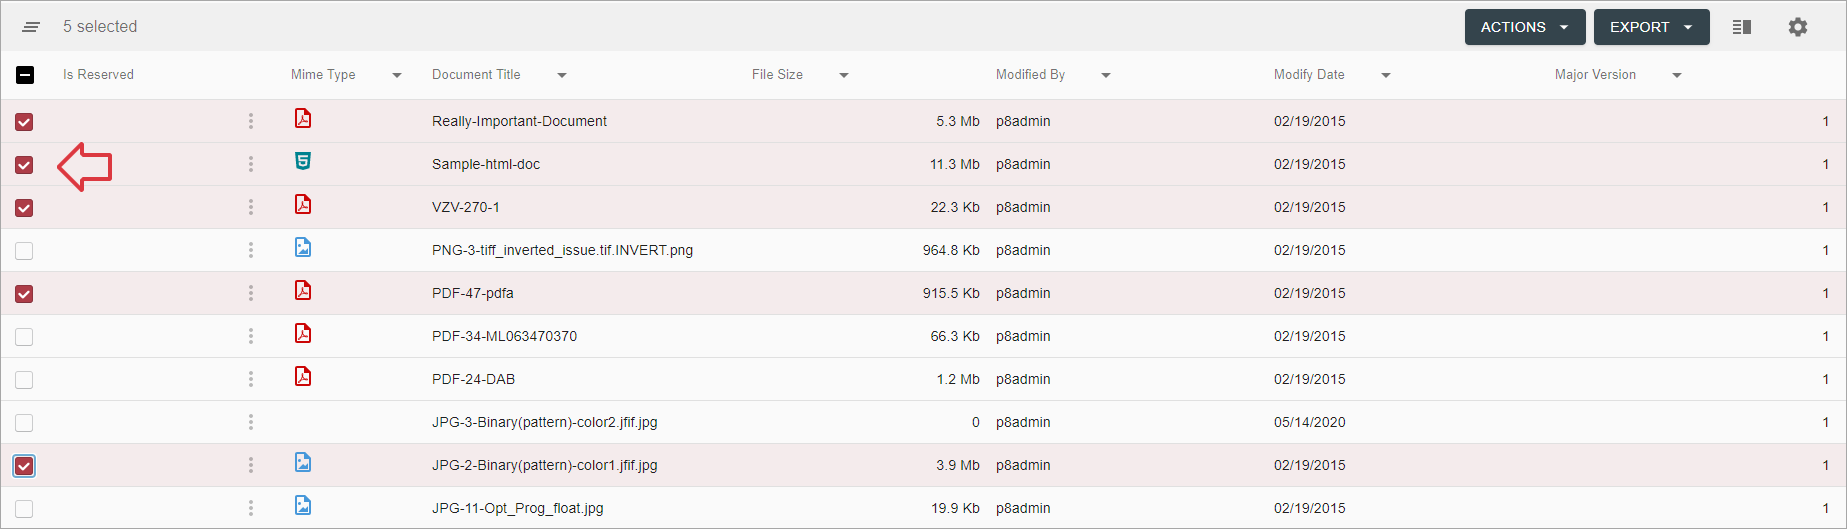 5 selected ACTIONS EXPORT
Is Reserved Mime Type Document Title File Size Modified By Modify Date Major Version
Really-Important-Document 5.3 Mb p8admin 02/19/2015 1
Sample-html-doc 11.3 Mb p8admin 02/19/2015 1
VZV-270-1 22.3 Kb p8admin 02/19/2015 1
PNG-3-tiff_inverted_issue.tif.INVERT.png 964.8 Kb p8admin 02/19/2015 1
PDF-47-pdfa 915.5 Kb p8admin 02/19/2015 1
PDF-34-ML063470370 66.3 Kb p8admin 02/19/2015 1
PDF-24-DAB 1.2 Mb p8admin 02/19/2015 1
JPG-3-Binary(pattern)-color2.jfif.jpg 0 p8admin 05/14/2020 1
JPG-2-Binary(pattern)-color1.jfif.jpg 3.9 Mb p8admin 02/19/2015 1
JPG-11-Opt_Prog_float.jpg 19.9 Kb p8admin 02/19/2015 1